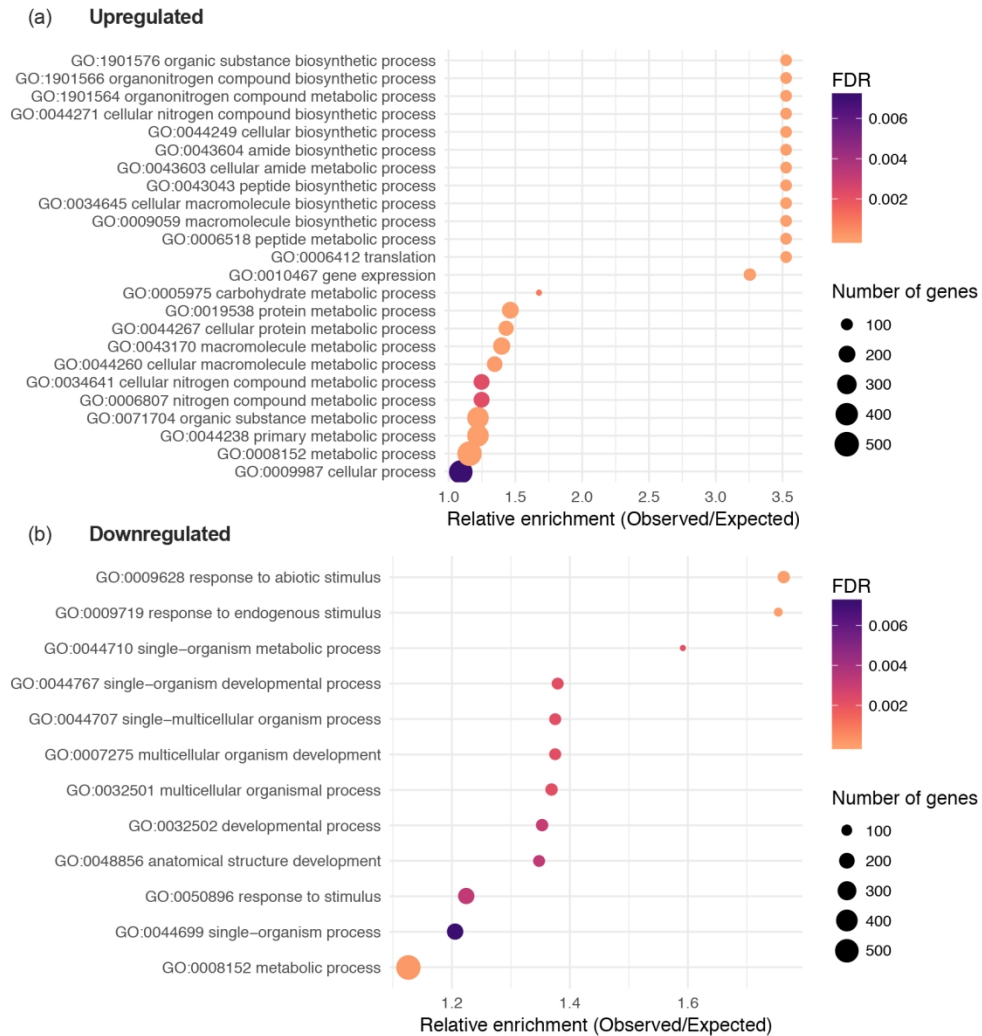 (a) Upregulated
GO:1901576 organic substance biosynthetic process
GO:1901566 organonitrogen compound biosynthetic process
GO:1901564 organonitrogen compound metabolic process
GO:0044271 cellular nitrogen compound biosynthetic process
GO:0044249 cellular biosynthetic process
GO:0043604 amide biosynthetic process
GO:0043603 cellular amide metabolic process
GO:0043043 peptide biosynthetic process
GO:0034645 cellular macromolecule biosynthetic process
GO:0009059 macromolecule biosynthetic process
GO:0006518 peptide metabolic process
GO:0006412 translation
GO:0010467 gene expression
GO:0005975 carbohydrate metabolic process
GO:0019538 protein metabolic process
GO:0044267 cellular protein metabolic process
GO:0043170 macromolecule metabolic process
GO:0044260 cellular macromolecule metabolic process
GO:0034641 cellular nitrogen compound metabolic process
GO:0006807 nitrogen compound metabolic process
GO:0071704 organic substance metabolic process
GO:0044238 primary metabolic process
GO:0008152 metabolic process
GO:0009987 cellular process
1.0 1.5 2.0 2.5 3.0 3.5
Relative enrichment (Observed/Expected)
FDR
0.006
0.004
0.002
Number of genes
100
200
300
400
500
(b) Downregulated
GO:0009628 response to abiotic stimulus
GO:0009719 response to endogenous stimulus
GO:0044710 single−organism metabolic process
GO:0044767 single−organism developmental process
GO:0044707 single−multicellular organism process
GO:0007275 multicellular organism development
GO:0032501 multicellular organismal process
GO:0032502 developmental process
GO:0048856 anatomical structure development
GO:0050896 response to stimulus
GO:0044699 single−organism process
GO:0008152 metabolic process
1.2 1.4 1.6
Relative enrichment (Observed/Expected)
FDR
0.006
0.004
0.002
Number of genes
100
200
300
400
500